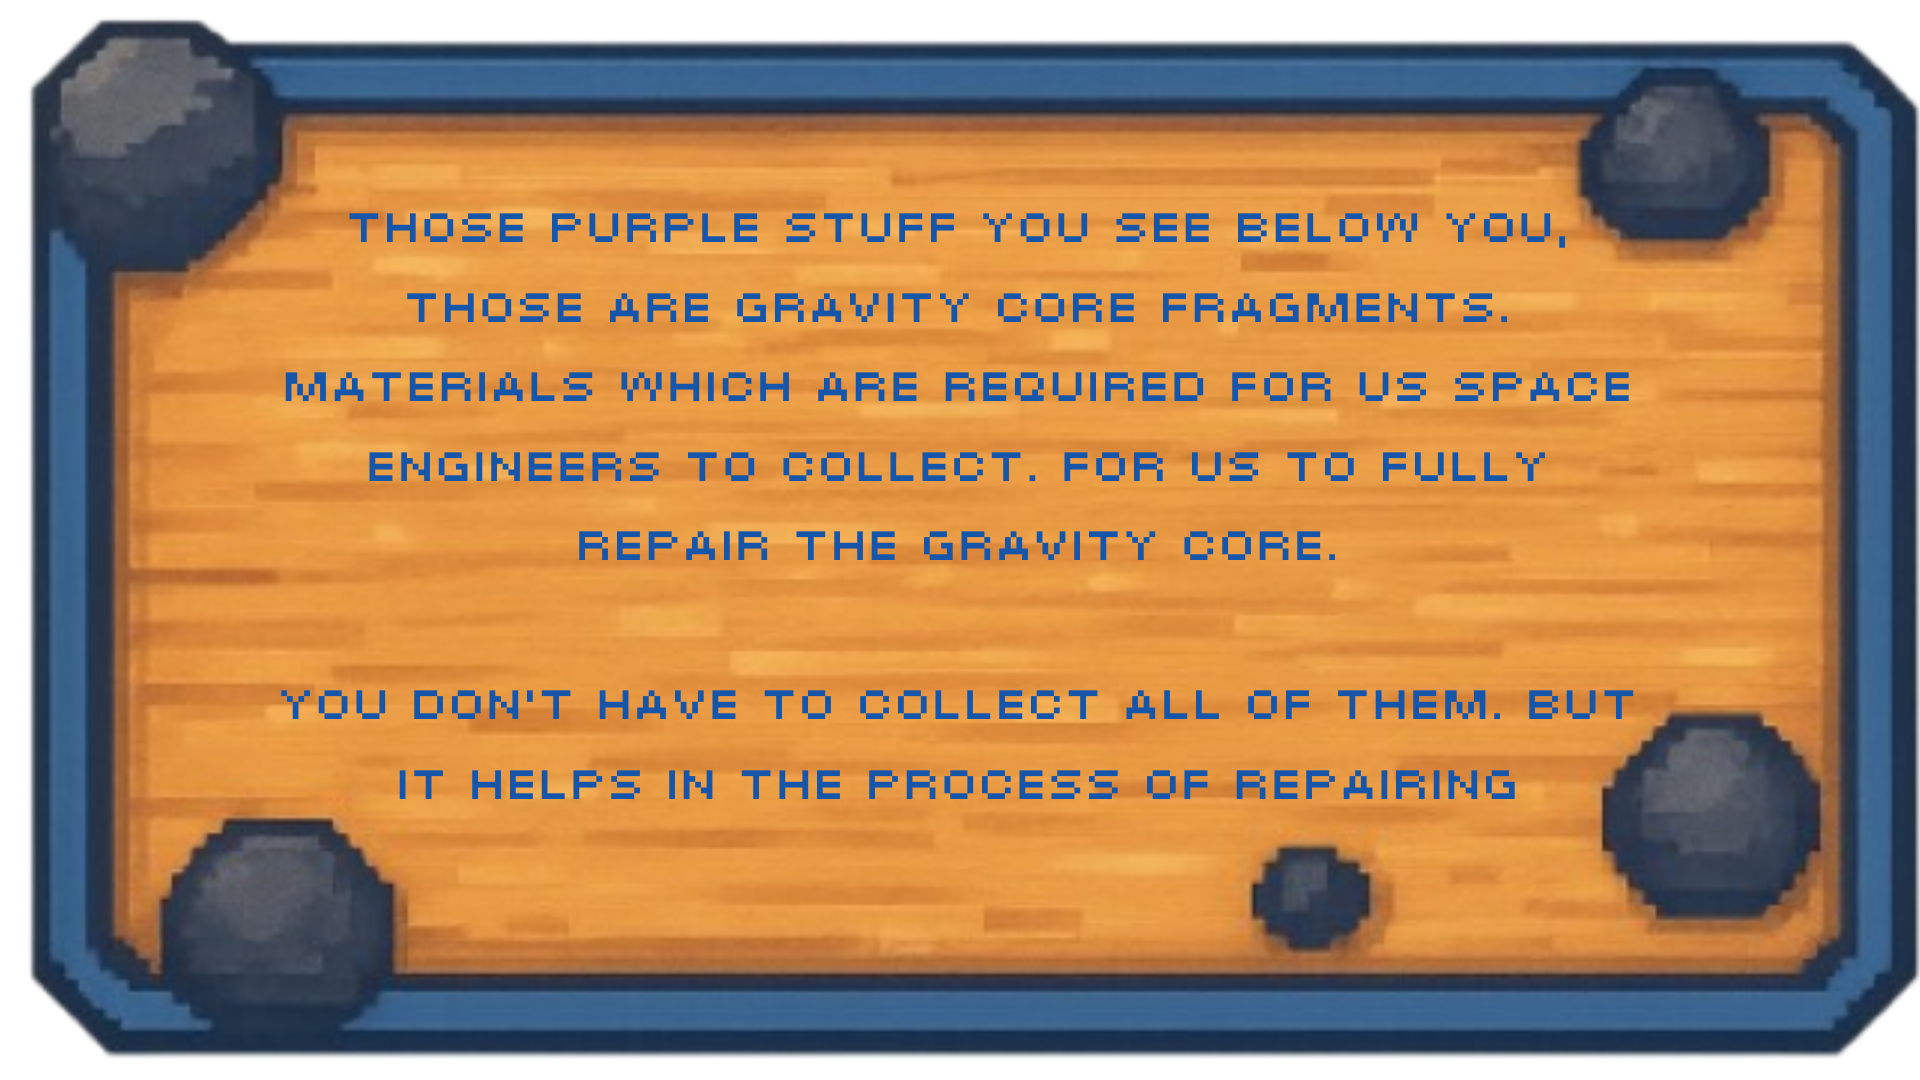 THOSE PURPLE STUFF YOU SEE BELOW YOU,
THOSE ARE GRAVITY CORE FRAGMENTS.
MATERIALS WHICH ARE REQUIRED FOR US SPACE
ENGINEERS TO COLLECT. FOR US TO FULLY
REPAIR THE GRAVITY CORE.
YOU DON'T HAVE TO COLLECT ALL OF THEM. BUT
IT HELPS IN THE PROCESS OF REPAIRING